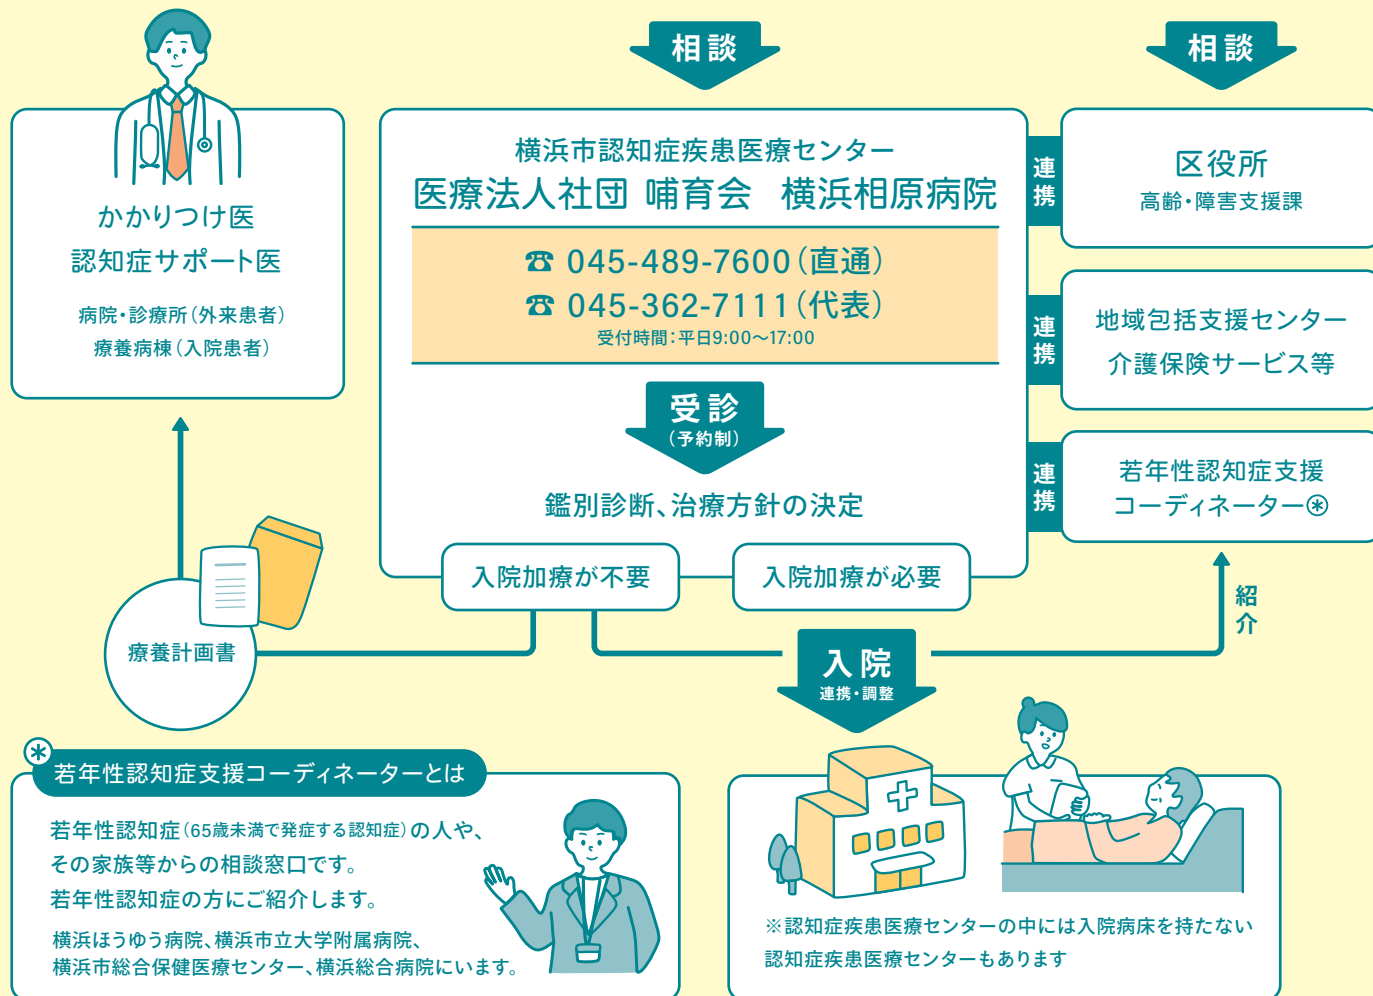 相談
相談
かかりつけ医
認知症サポート医
病院・診療所(外来患者)
療養病棟(入院患者)
横浜市認知症疾患医療センター
医療法人社団 哺育会 横浜相原病院
☎ 045-489-7600(直通)
☎ 045-362-7111(代表)
受付時間:平日9:00〜17:00
受診
(予約制)
鑑別診断、治療方針の決定
入院加療が不要
入院加療が必要
連携
区役所
高齢・障害支援課
連携
地域包括支援センター
介護保険サービス等
連携
若年性認知症支援
コーディネーター⊛
紹介
療養計画書
入院
連携・調整
⊛
若年性認知症支援コーディネーターとは
若年性認知症(65歳未満で発症する認知症)の人や、
その家族等からの相談窓口です。
若年性認知症の方にご紹介します。
横浜ほうゆう病院、横浜市立大学附属病院、
横浜市総合保健医療センター、横浜総合病院にいます。
※認知症疾患医療センターの中には入院病床を持たない
認知症疾患医療センターもあります